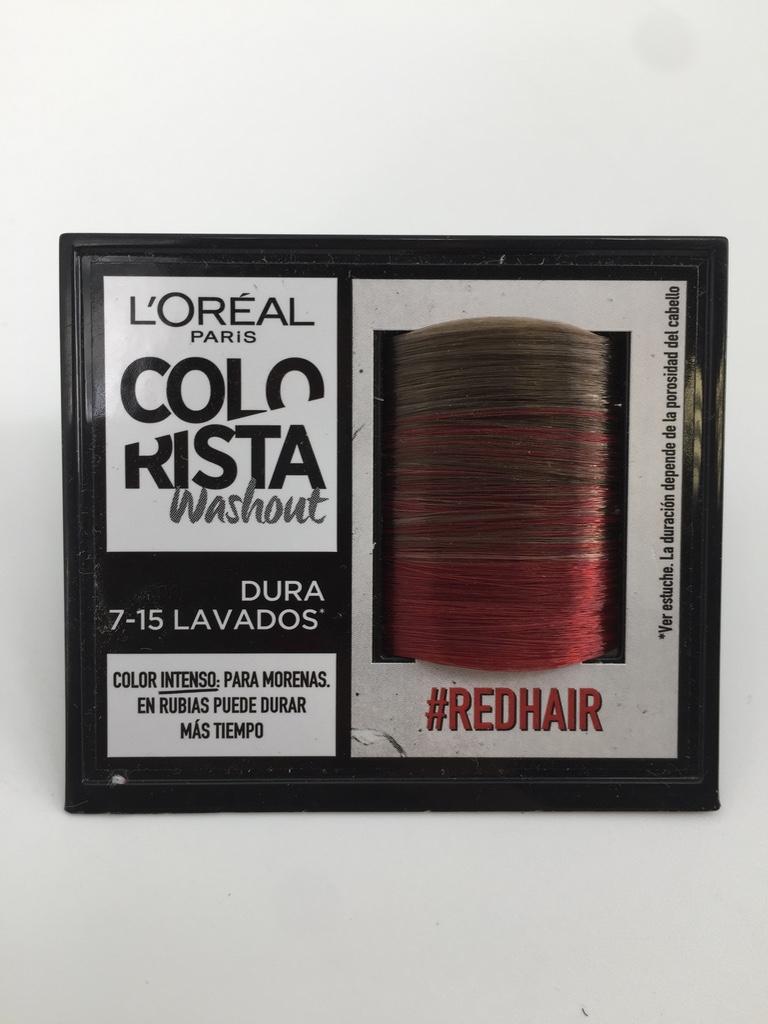 L'ORÉAL
PARIS
COLO
RISTA
Washout
DURA
7-15 LAVADOS*
COLOR INTENSO: PARA MORENAS.
EN RUBIAS PUEDE DURAR
MÁS TIEMPO
#REDHAIR
*Ver estuche. La duración depende de la porosidad del cabello